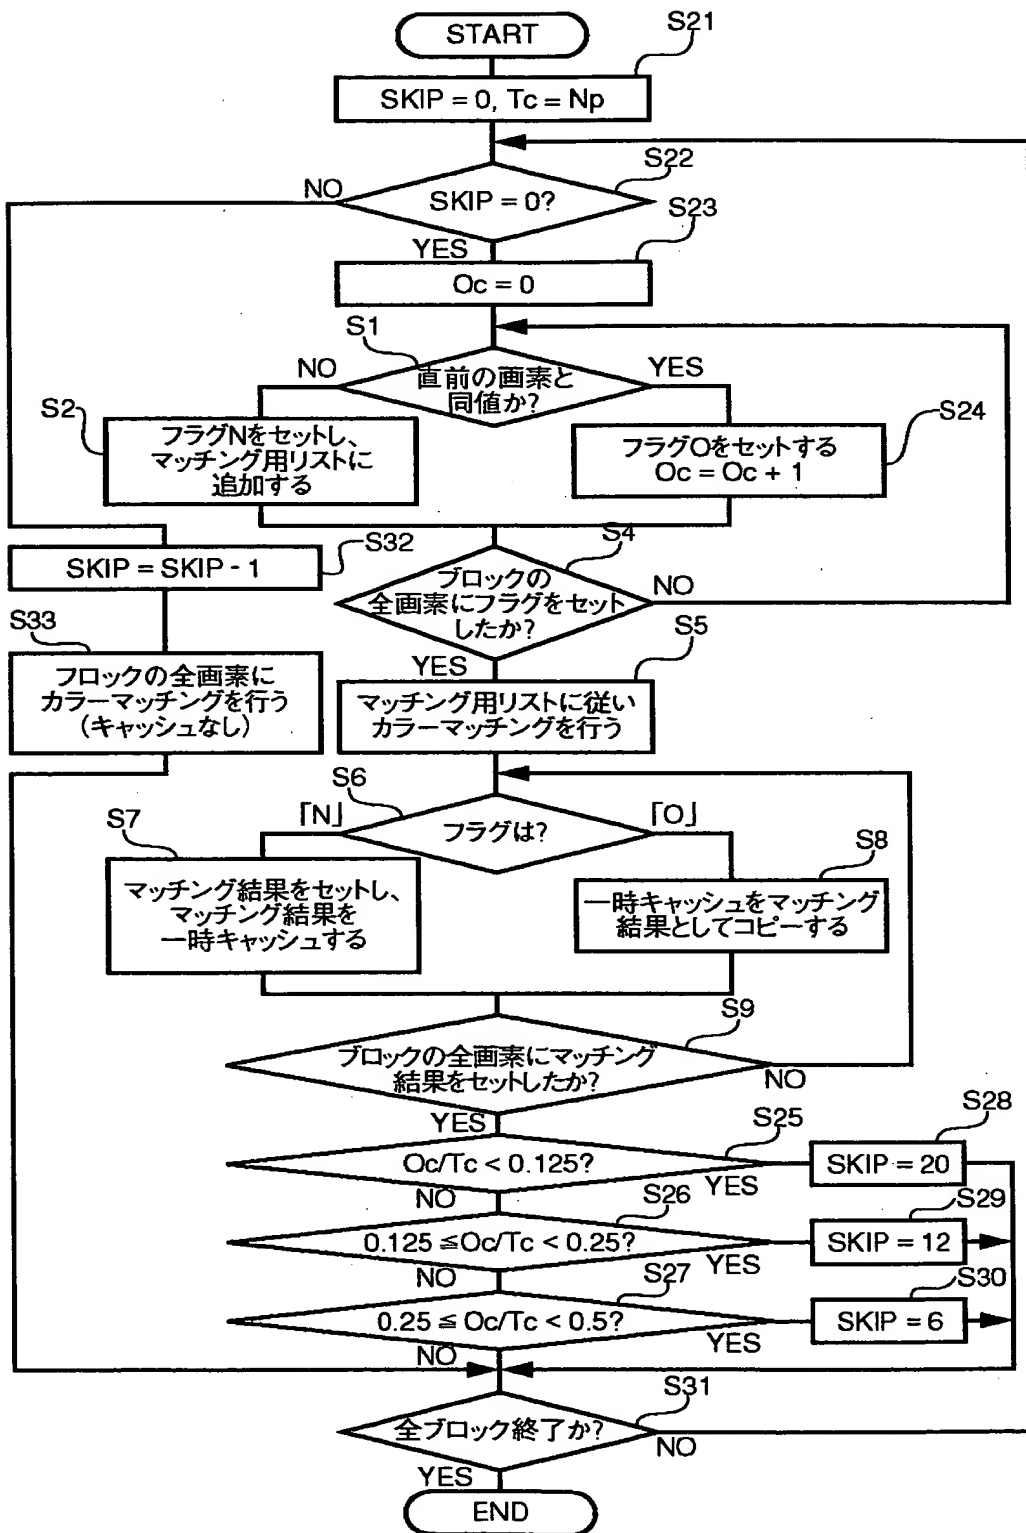 START
S21
SKIP = 0, Tc = Np
S22
NO
SKIP = 0?
S23
YES
Oc = 0
S1
NO
YES
直前の画素と
同値か?
S2
S24
フラグNをセットし、
マッチング用リストに
追加する
フラグOをセットする
Oc = Oc + 1
S32
SKIP = SKIP - 1
S4
ブロックの
全画素にフラグをセット
したか?
NO
S33
S5
YES
フロックの全画素に
カラーマッチングを行う
(キャッシュなし)
マッチング用リストに従い
カラーマッチングを行う
S6
「N」
「O」
フラグは?
S7
S8
マッチング結果をセットし、
マッチング結果を
一時キャッシュする
一時キャッシュをマッチング
結果としてコピーする
S9
ブロックの全画素にマッチング
結果をセットしたか?
NO
YES
S25
S28
Oc/Tc < 0.125?
YES
SKIP = 20
NO
S26
S29
0.125 ≦Oc/Tc < 0.25?
YES
SKIP = 12
NO
S27
S30
0.25 ≦ Oc/Tc < 0.5?
YES
SKIP = 6
NO
S31
全ブロック終了か?
NO
YES
END